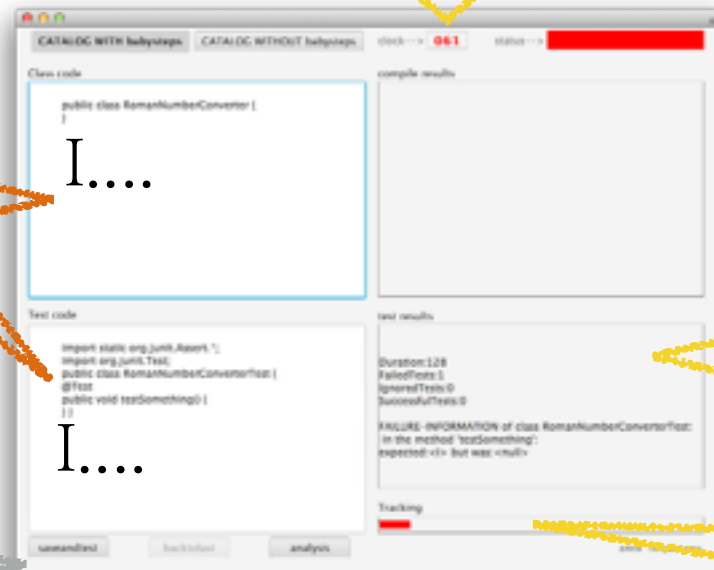 CATALOG WITH babysteps CATALOG WITHOUT babysteps clock---> 061 status--->
Class code
compile results
public class RomanNumberConverter {
}
I....
Test code
test results
import static org.junit.Assert.*;
import org.junit.Test;
public class RomanNumberConverterTest {
@Test
public void testSomething() {
} }
I....
Duration:128
FailedTests:1
IgnoredTests:0
SuccessfulTests:0
FAILURE-INFORMATION of class RomanNumberConverterTest:
in the method 'testSomething':
expected:<I> but was:<null>
Tracking
saveandtest backtotest analysis